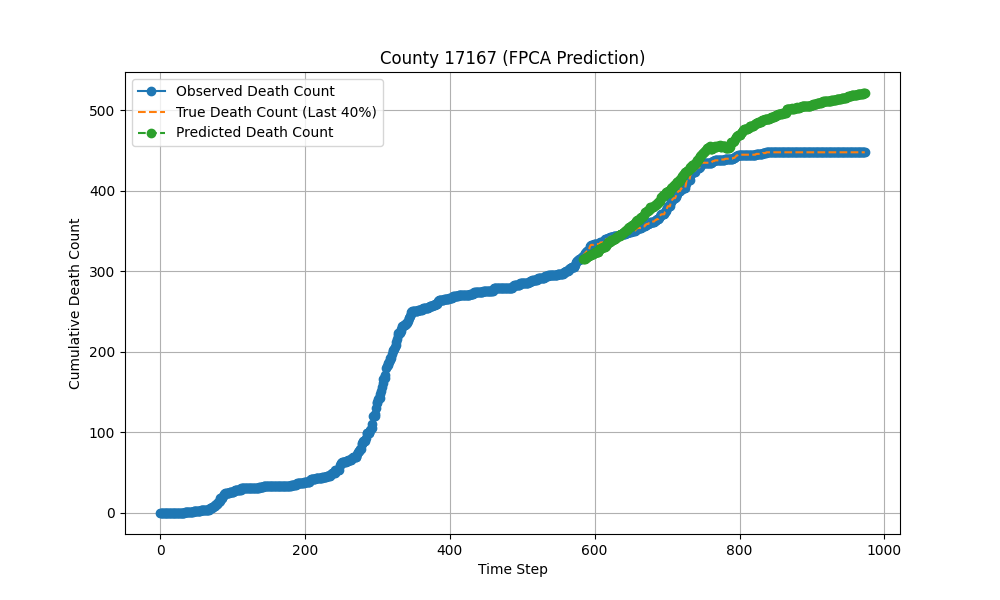 County 17167 (FPCA Prediction)
Observed Death Count
True Death Count (Last 40%)
Predicted Death Count
Cumulative Death Count
500
400
300
200
100
0
0 200 400 600 800 1000
Time Step